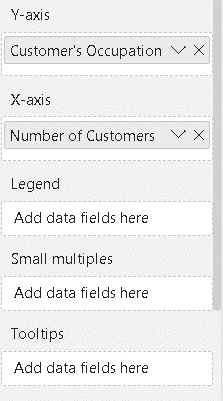 Y-axis
Customer's Occupation
X-axis
Number of Customers
Legend
Add data fields here
Small multiples
Add data fields here
Tooltips
Add data fields here